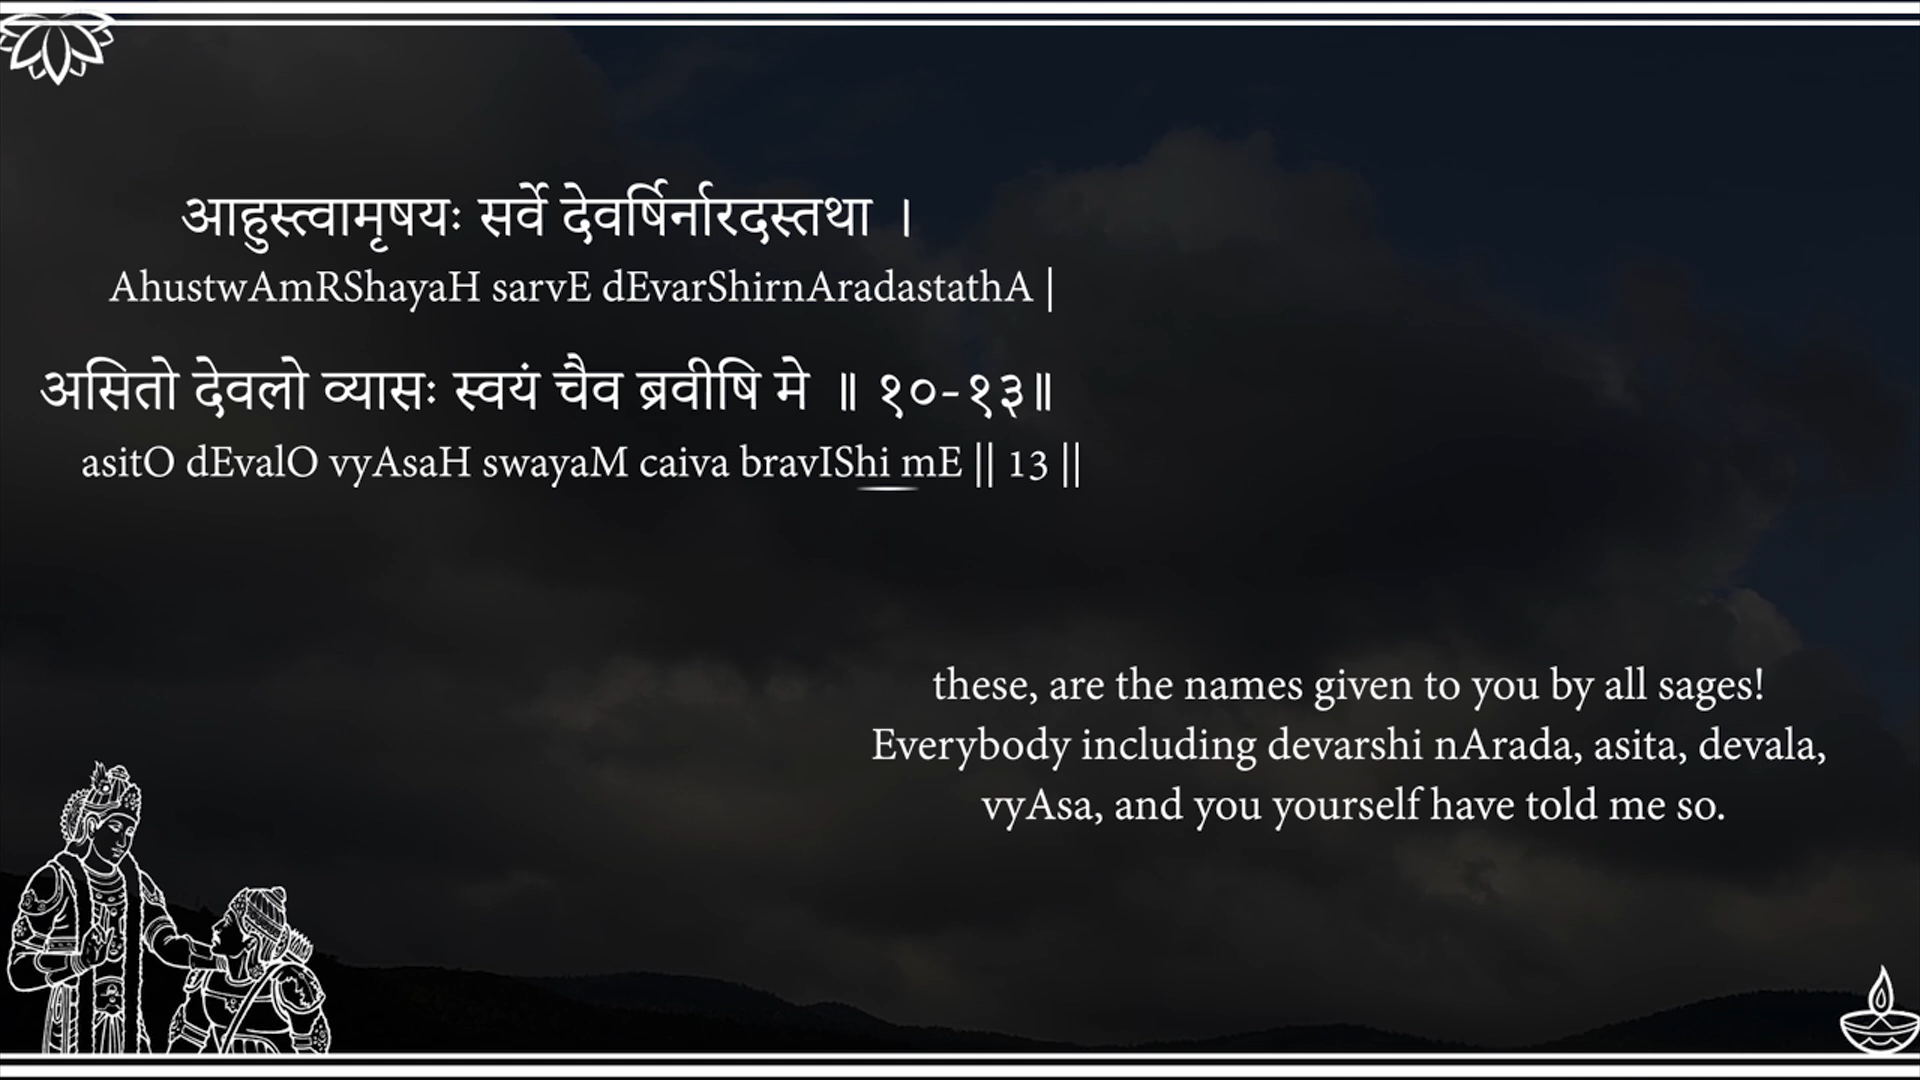 आहुस्त्वामृषयः सर्वे देवर्षिर्नारदस्तथा ।
AhustwAmRShayaH sarvE dEvarShirnAradastathA |
असितो देवलो व्यासः स्वयं चैव ब्रवीषि मे ॥ १०-१३॥
asitO dEvalO vyAsaH swayaM caiva bravIShi mE || 13 ||
these, are the names given to you by all sages!
Everybody including devarshi nArada, asita, devala,
vyAsa, and you yourself have told me so.